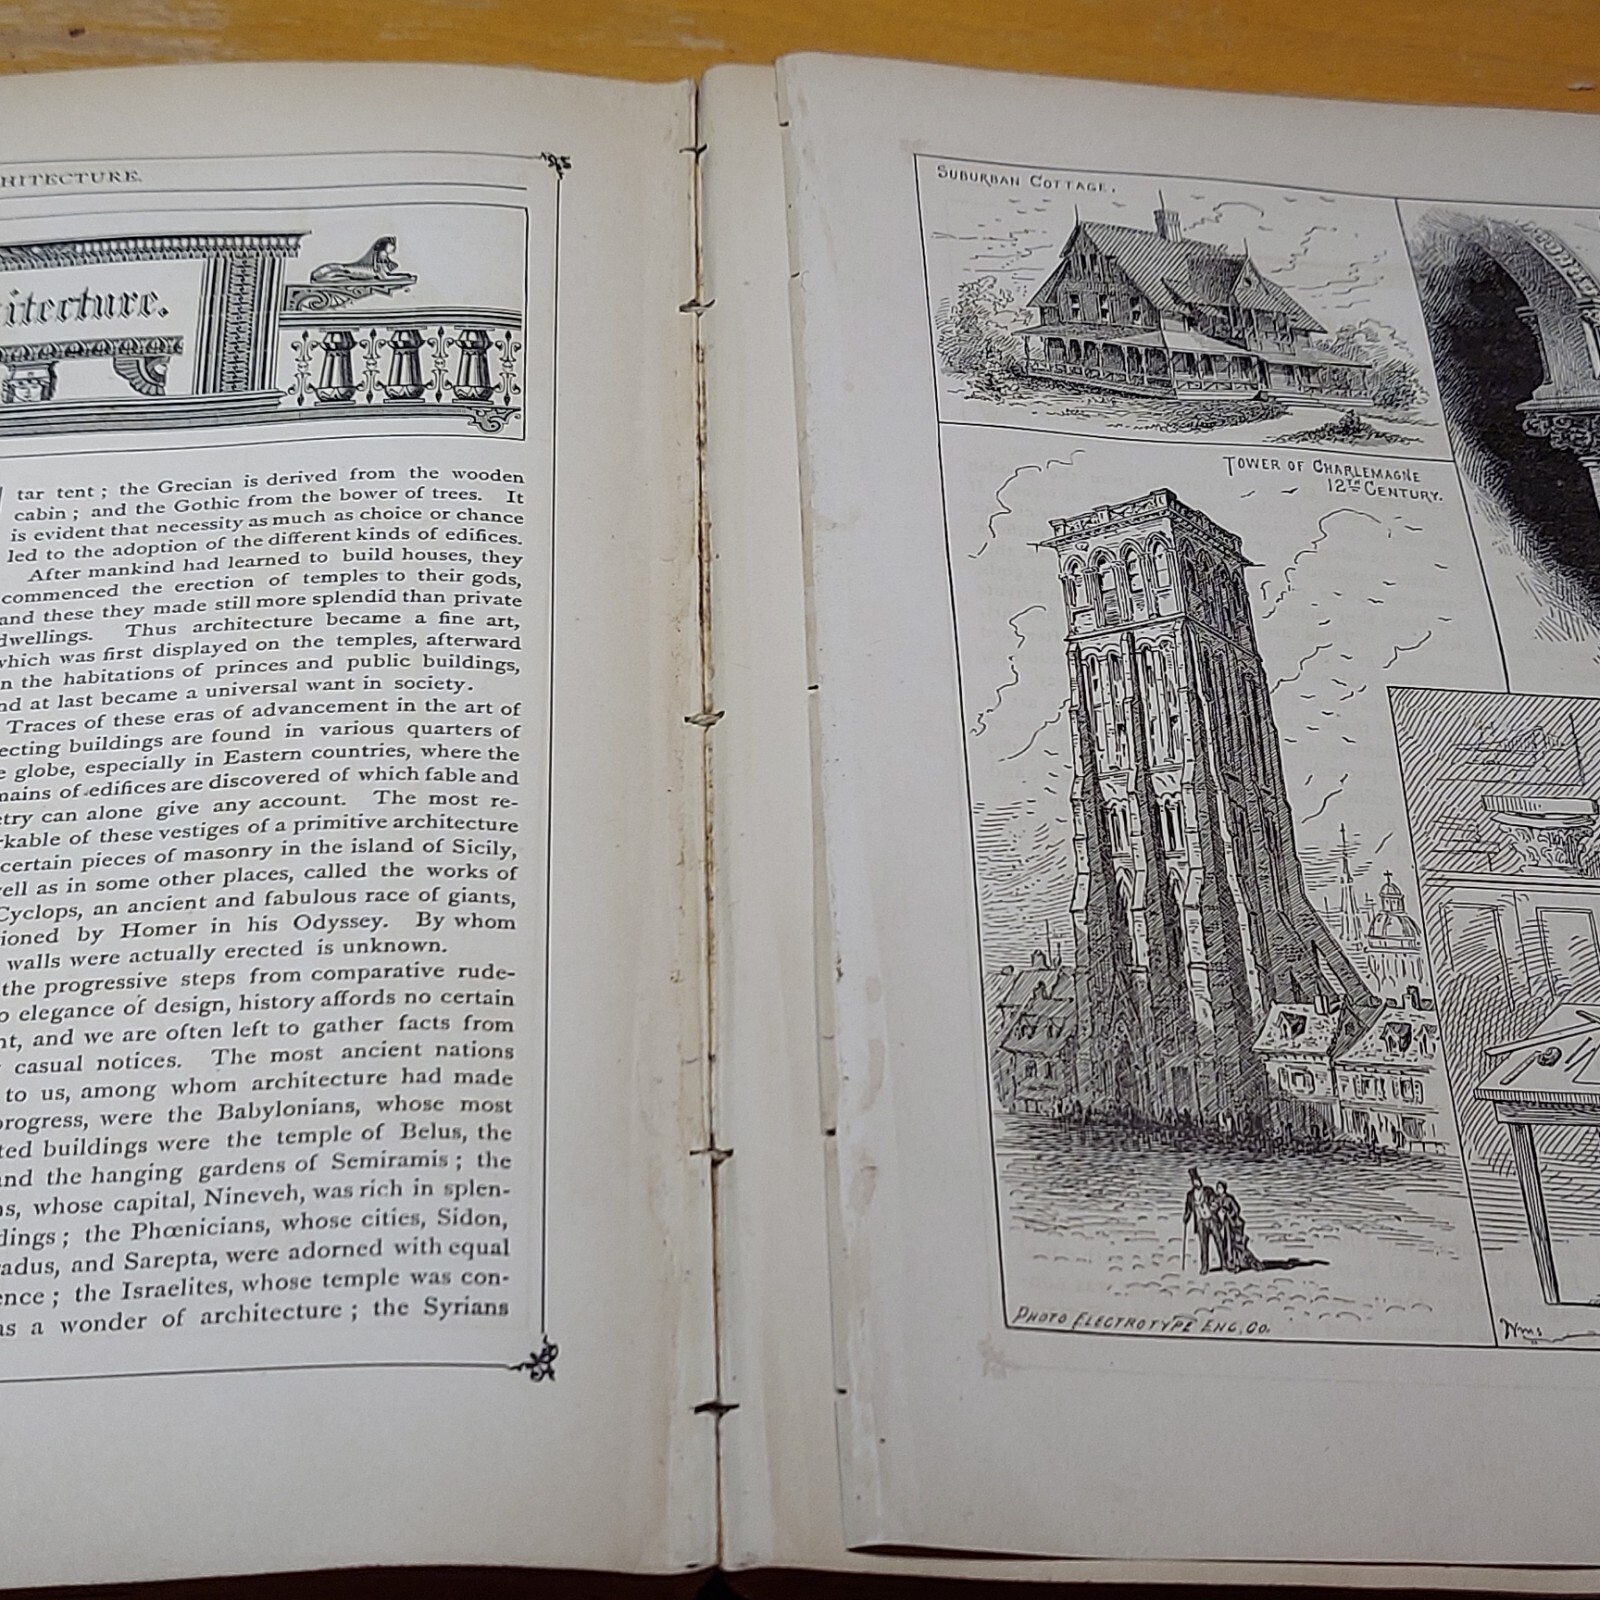 HITECTURE.
itecture.
tar tent; the Grecian is derived from the wooden
cabin; and the Gothic from the bower of trees. It
is evident that necessity as much as choice or chance
led to the adoption of the different kinds of edifices.
After mankind had learned to build houses, they
commenced the erection of temples to their gods,
and these they made still more splendid than private
dwellings. Thus architecture became a fine art,
which was first displayed on the temples, afterward
n the habitations of princes and public buildings,
nd at last became a universal want in society.
Traces of these eras of advancement in the art of
ecting buildings are found in various quarters of
e globe, especially in Eastern countries, where the
mains of edifices are discovered of which fable and
etry can alone give any account. The most re-
rkable of these vestiges of a primitive architecture
certain pieces of masonry in the island of Sicily,
vell as in some other places, called the works of
Cyclops, an ancient and fabulous race of giants,
tioned by Homer in his Odyssey. By whom
walls were actually erected is unknown.
the progressive steps from comparative rude-
o elegance of design, history affords no certain
nt, and we are often left to gather facts from
casual notices. The most ancient nations
to us, among whom architecture had made
progress, were the Babylonians, whose most
ted buildings were the temple of Belus, the
and the hanging gardens of Semiramis; the
ns, whose capital, Nineveh, was rich in splen-
dings; the Phœnicians, whose cities, Sidon,
adus, and Sarepta, were adorned with equal
ence; the Israelites, whose temple was con-
as a wonder of architecture; the Syrians
SUBURBAN COTTAGE.
TOWER OF CHARLEMAGNE
12TH CENTURY.
PHOTO ELECTROTYPE ENG. CO.